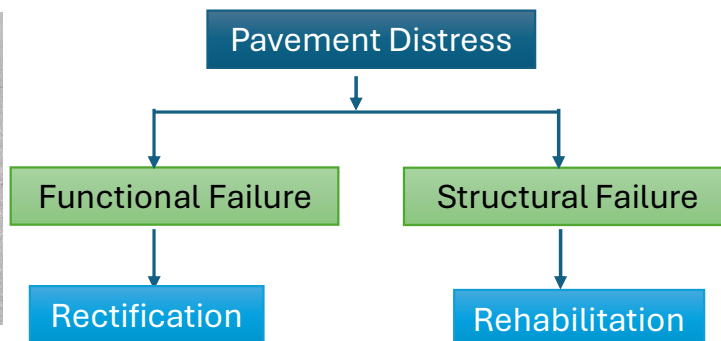 Pavement Distress
Functional Failure
Structural Failure
Rectification
Rehabilitation